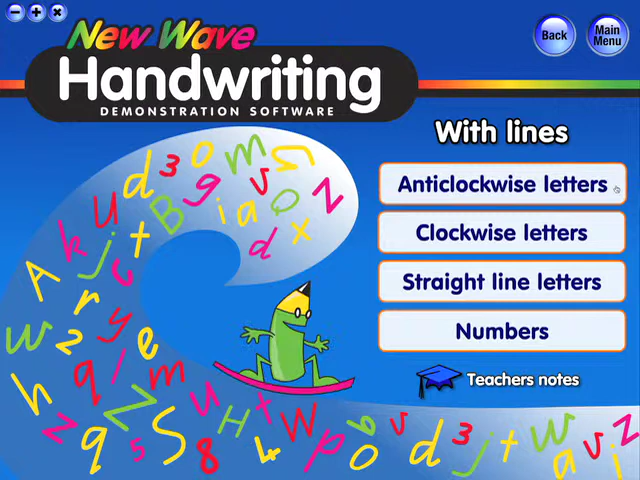 Back
Main
Menu
New Wave
Handwriting
DEMONSTRATION SOFTWARE
With lines
Anticlockwise letters
Clockwise letters
Straight line letters
Numbers
Teachers notes